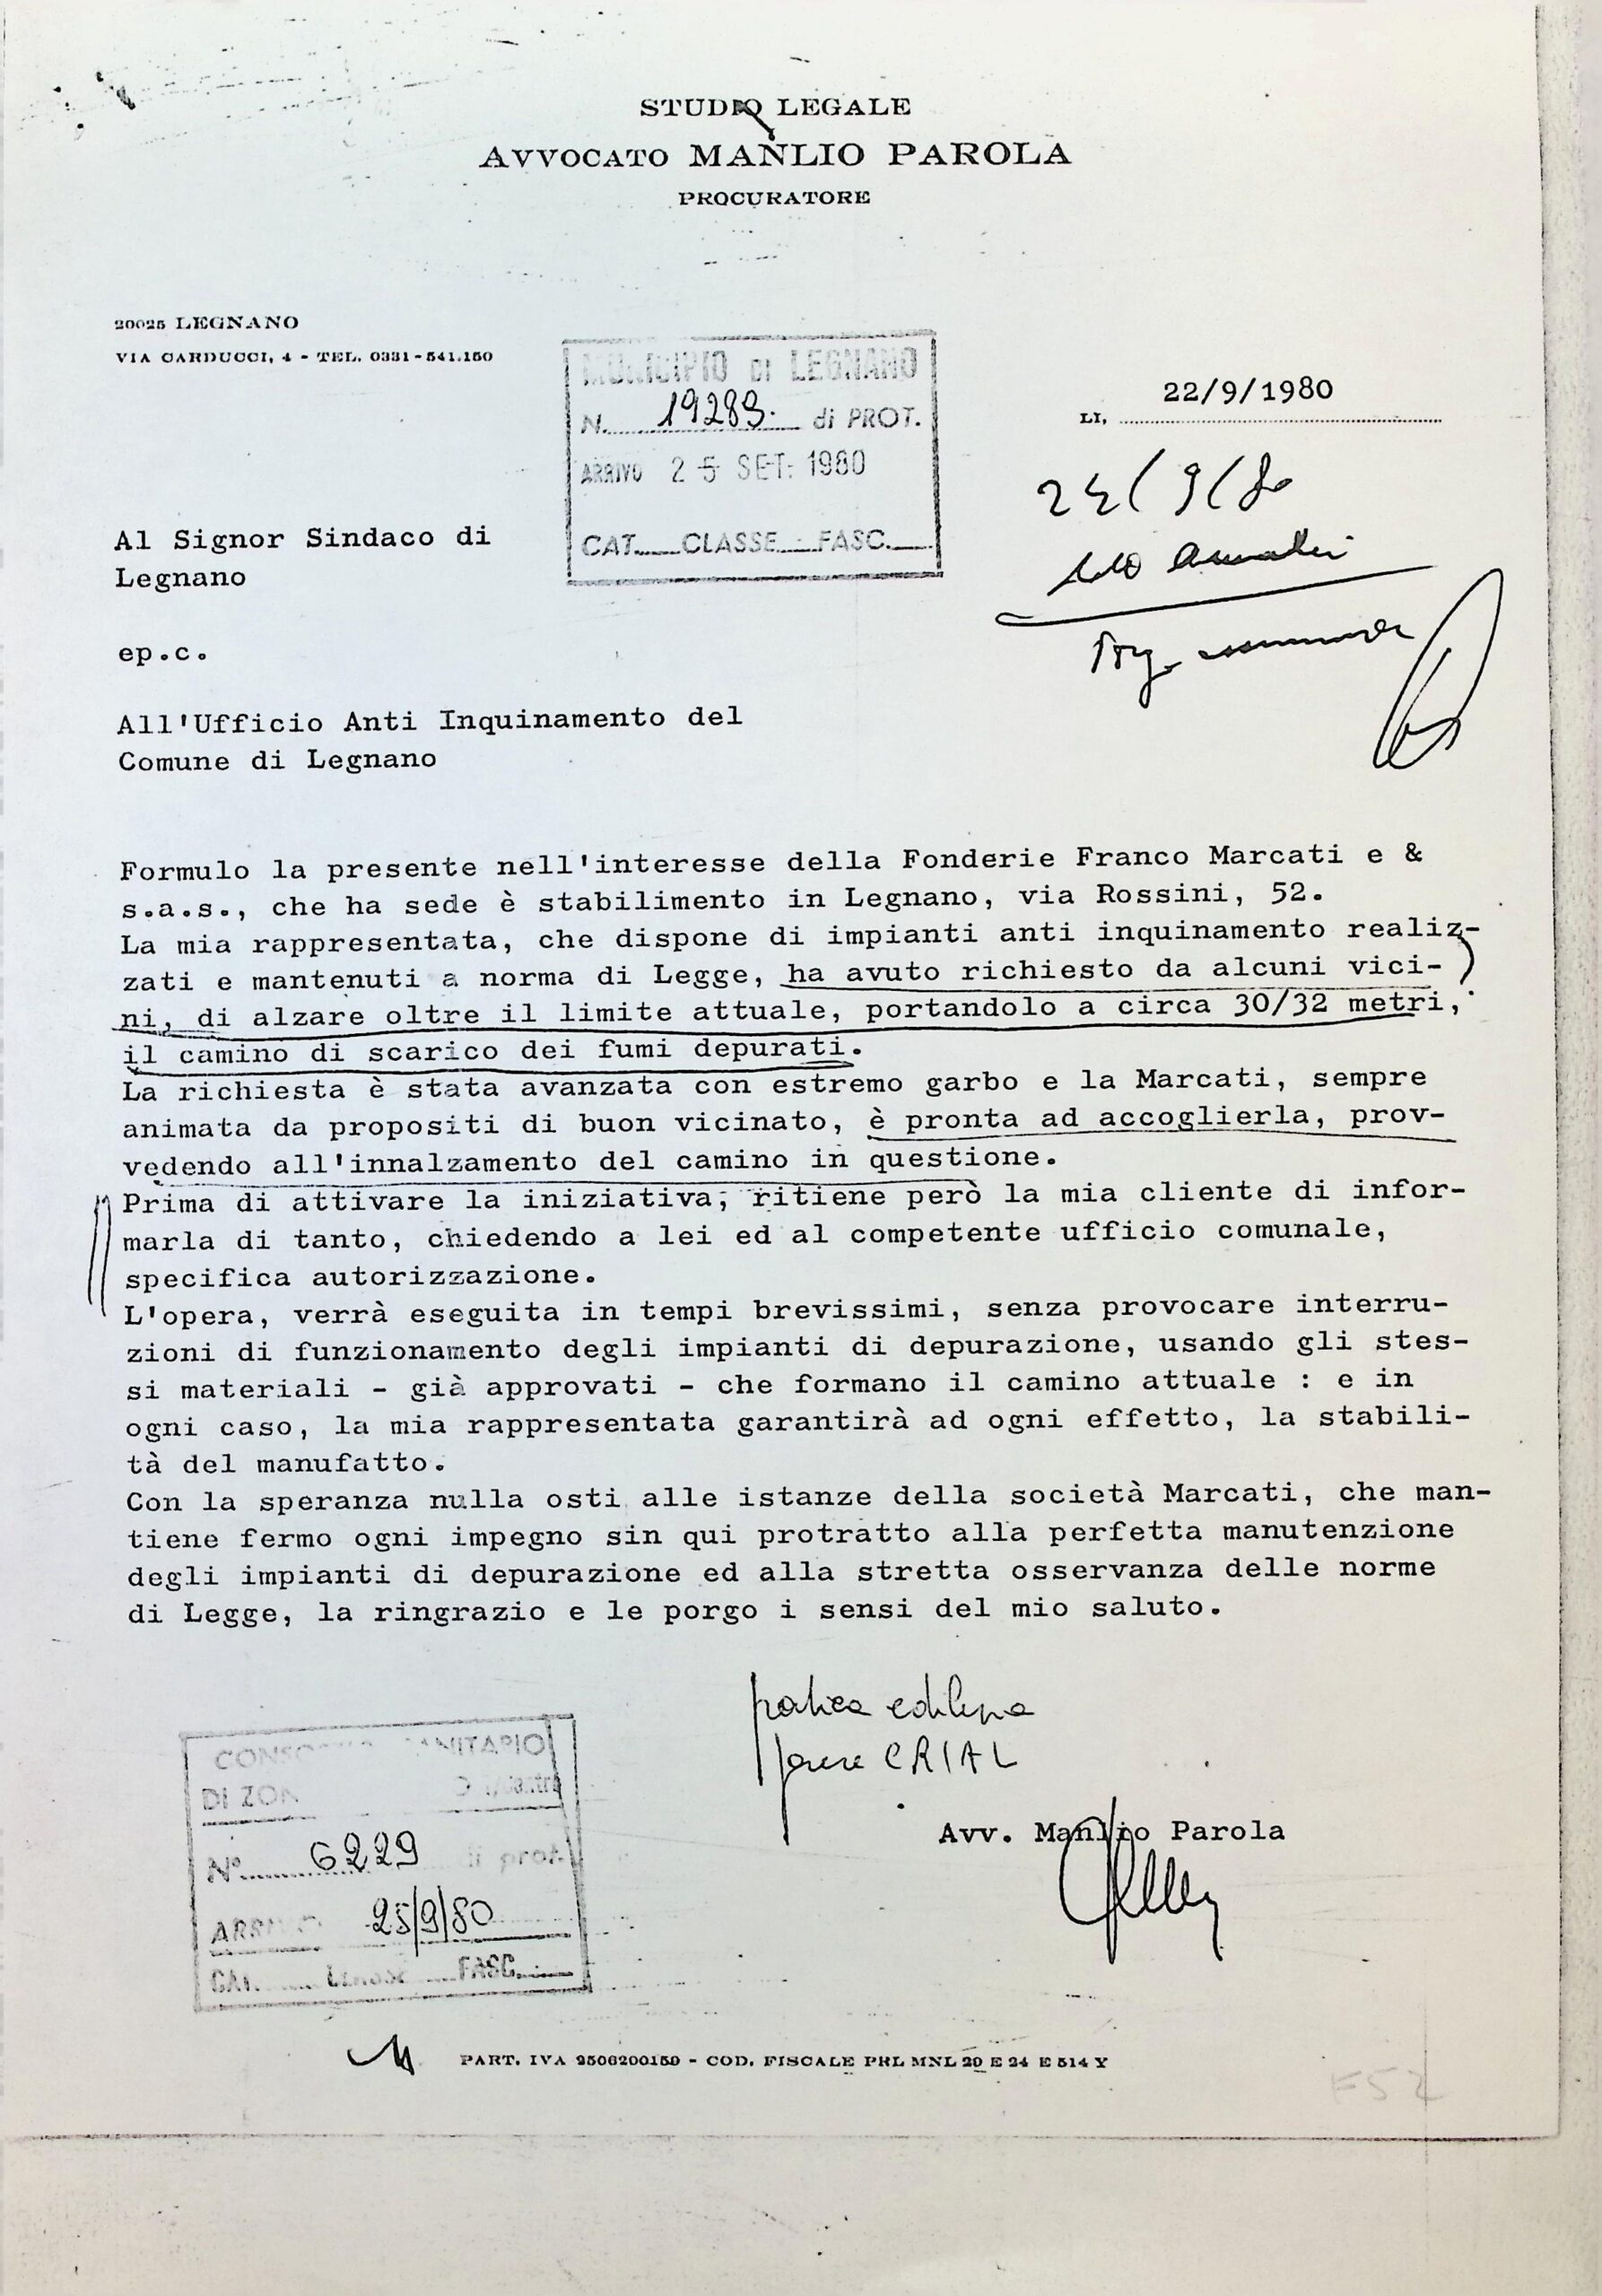 STUDIO LEGALE
AVVOCATO MANLIO PAROLA
PROCURATORE
20025 LEGNANO
VIA CARDUCCI, 4 - TEL. 0331-541.150
MUNICIPIO DI LEGNANO
N. 19289. di PROT.
ARRIVO 25 SET. 1980
CAT. CLASSE FASC.
22/9/1980
LI,
Al Signor Sindaco di
Legnano
ep.c.
All'Ufficio Anti Inquinamento del
Comune di Legnano
Formulo la presente nell'interesse della Fonderie Franco Marcati e &
s.a.s., che ha sede è stabilimento in Legnano, via Rossini, 52.
La mia rappresentata, che dispone di impianti anti inquinamento realiz-
zati e mantenuti a norma di Legge, ha avuto richiesto da alcuni vici-
ni, di alzare oltre il limite attuale, portandolo a circa 30/32 metri,
il camino di scarico dei fumi depurati.
La richiesta è stata avanzata con estremo garbo e la Marcati, sempre
animata da propositi di buon vicinato, è pronta ad accoglierla, prov-
vedendo all'innalzamento del camino in questione.
Prima di attivare la iniziativa, ritiene però la mia cliente di infor-
marla di tanto, chiedendo a lei ed al competente ufficio comunale,
specifica autorizzazione.
L'opera, verrà eseguita in tempi brevissimi, senza provocare interru-
zioni di funzionamento degli impianti di depurazione, usando gli stes-
si materiali - già approvati - che formano il camino attuale : e in
ogni caso, la mia rappresentata garantirà ad ogni effetto, la stabili-
tà del manufatto.
Con la speranza nulla osti alle istanze della società Marcati, che man-
tiene fermo ogni impegno sin qui protratto alla perfetta manutenzione
degli impianti di depurazione ed alla stretta osservanza delle norme
di Legge, la ringrazio e le porgo i sensi del mio saluto.
pratica edilizia
parere CRIAL
Avv. Manlio Parola
DI ZON
N° 6229 di prot.
25/9/80
FASC.
PART. IVA 2506200150 - COD. FISCALE PRL MNL 20 E 24 E 514 Y
F52